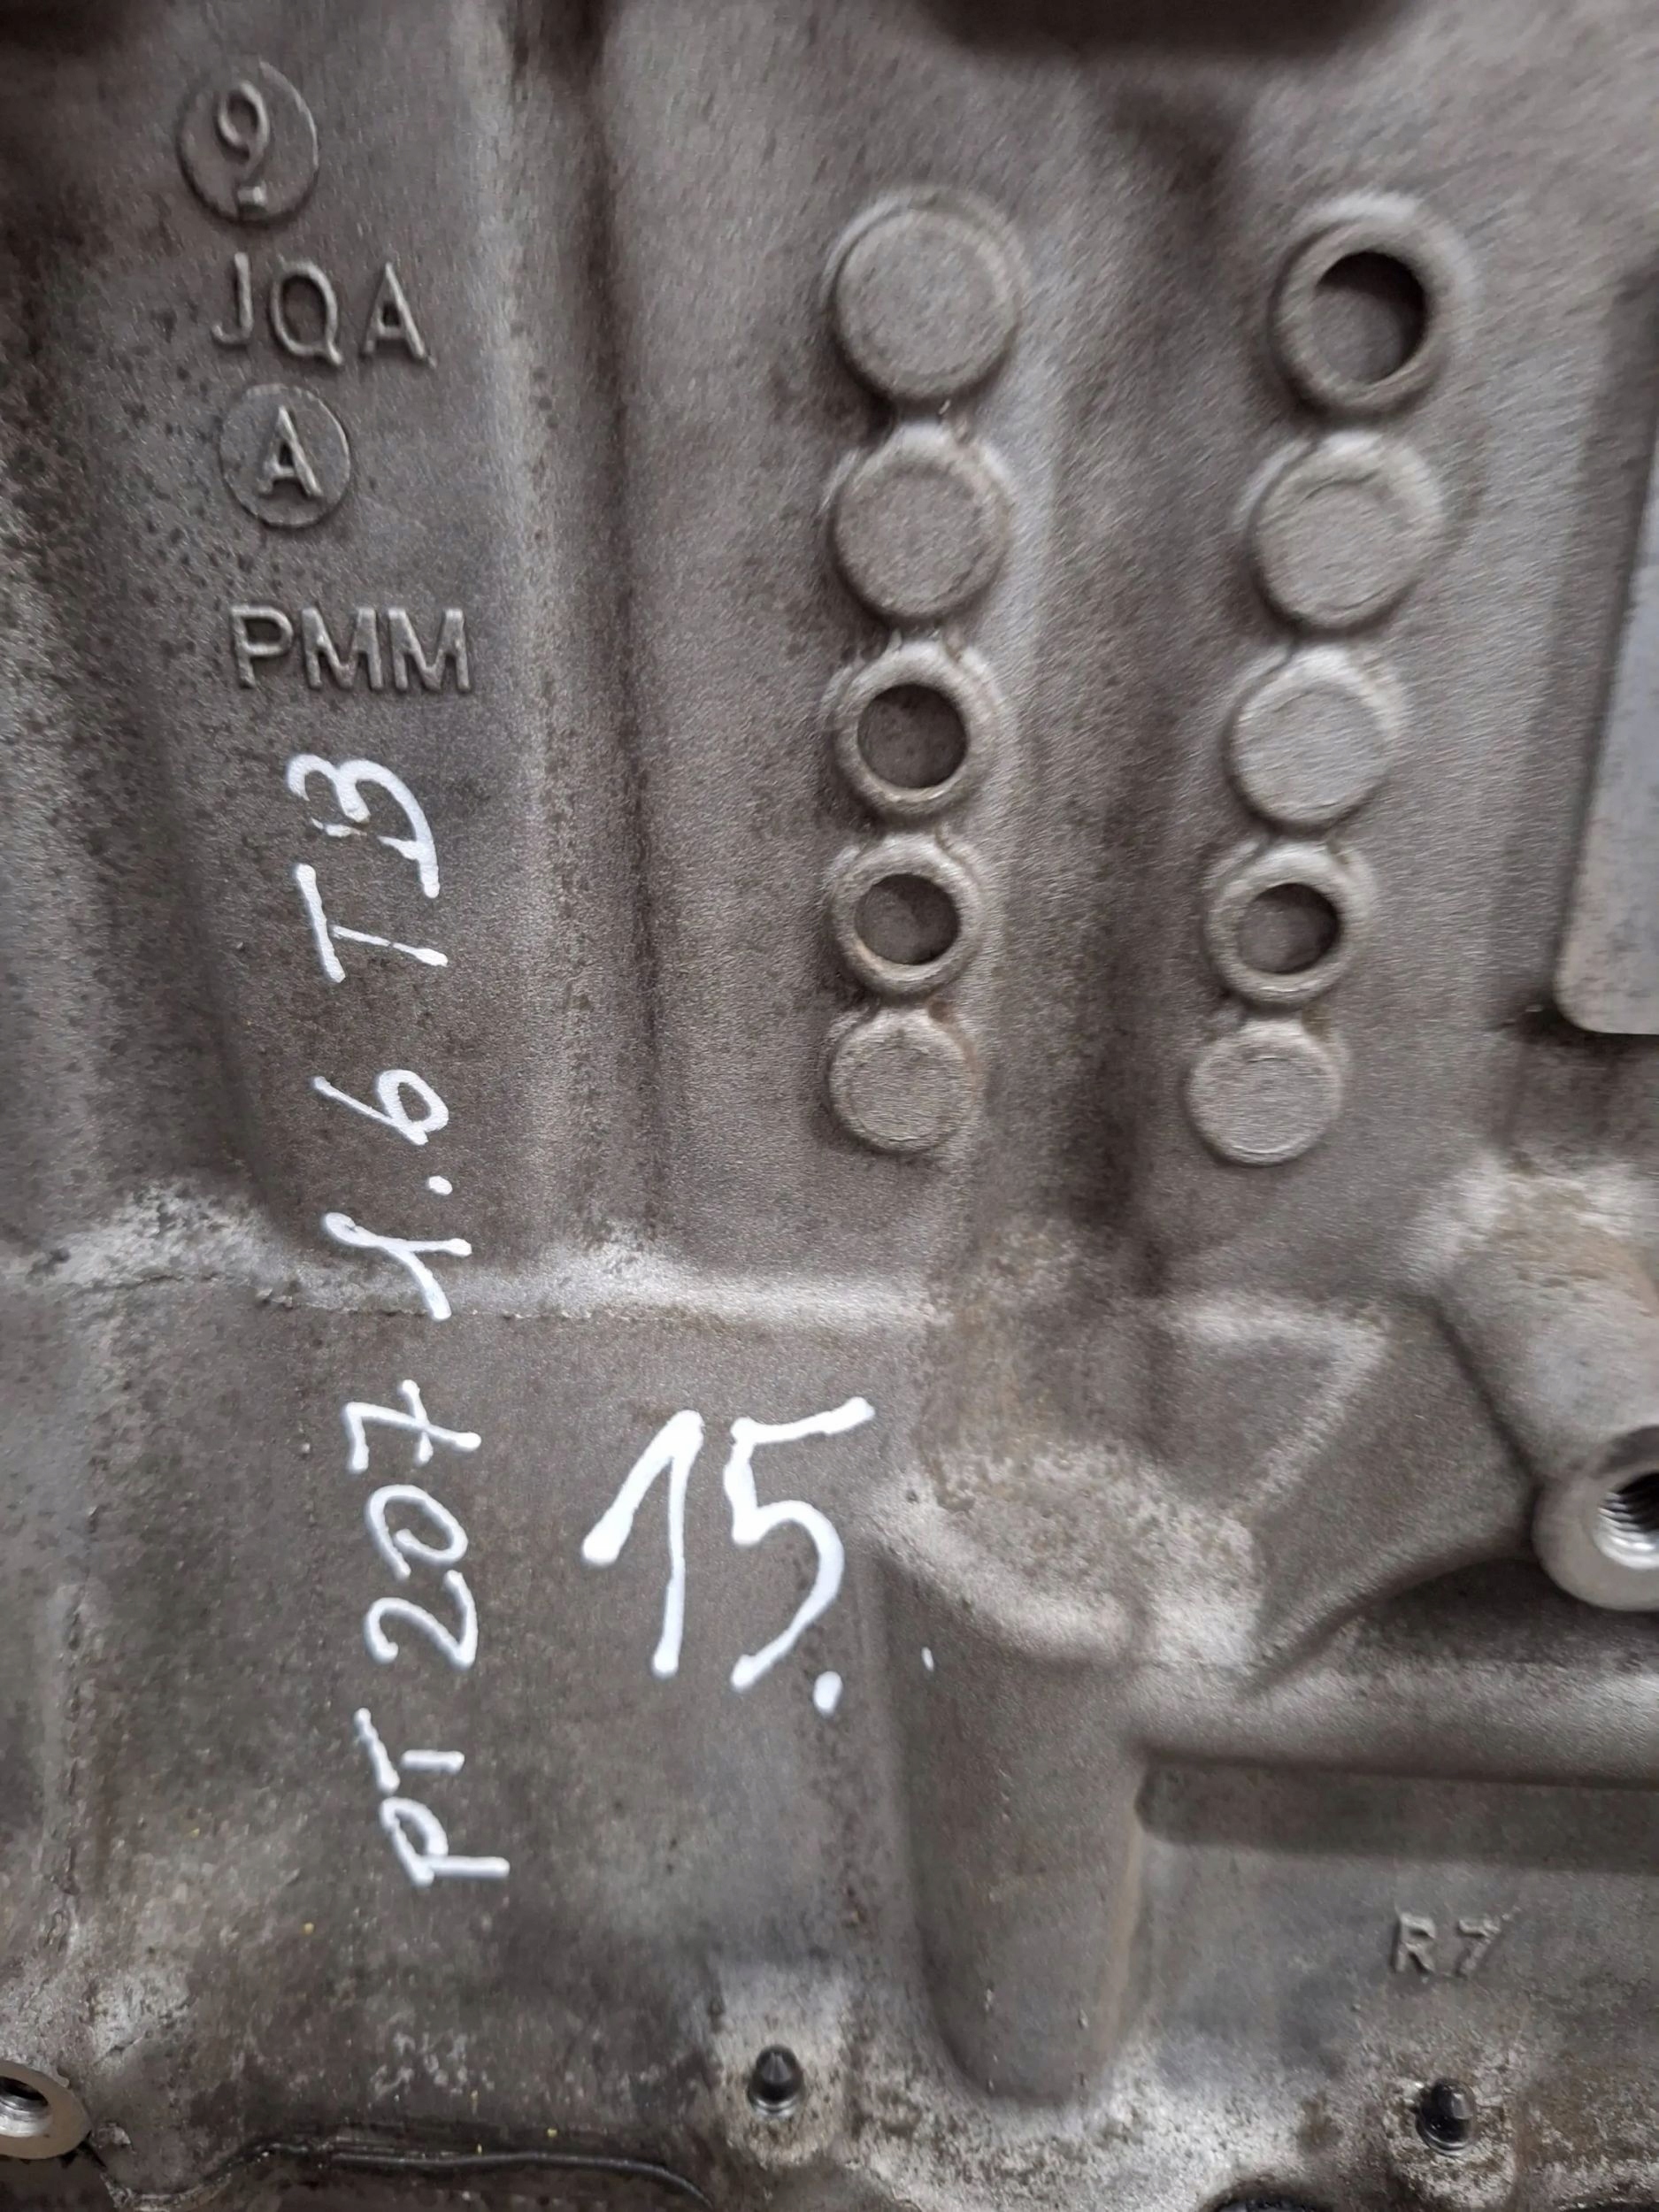 9
JQA
A
PMM
PT 207 1.6 TB
15.
R7